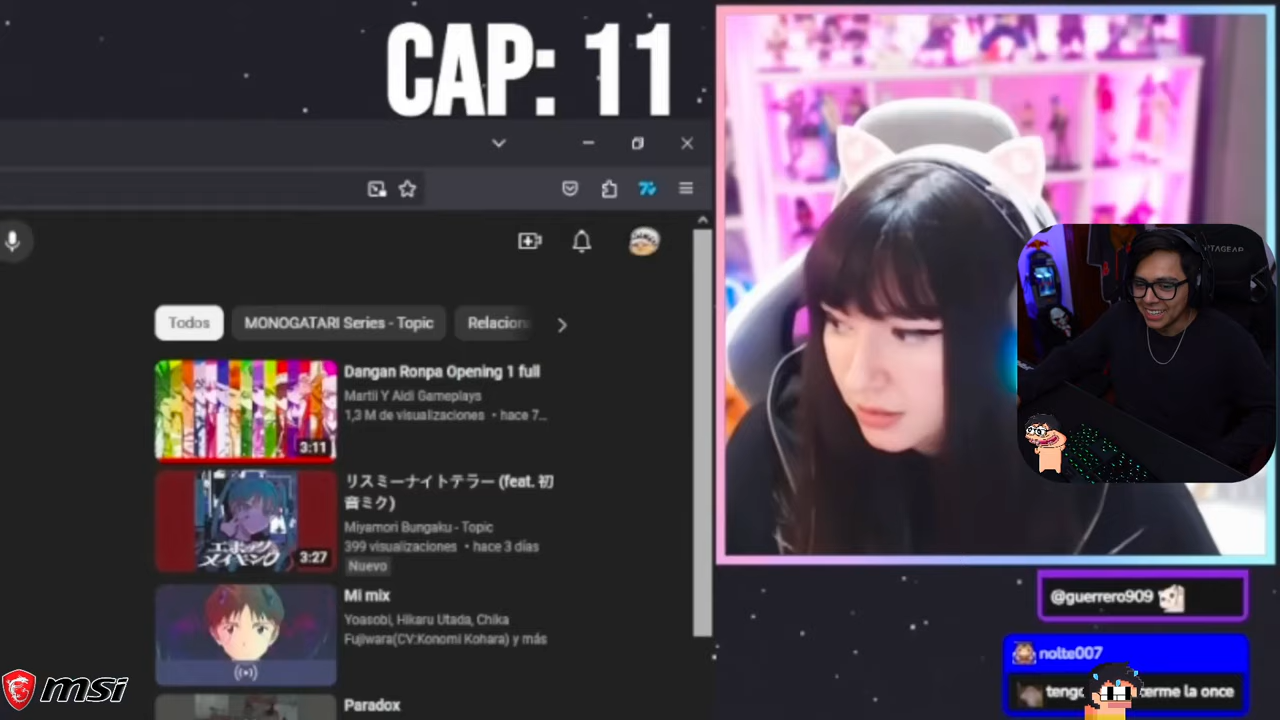 CAP: 11
Todos
MONOGATARI Series - Topic
Relacion
Dangan Ronpa Opening 1 full
Martii Y Aidi Gameplays
1,3 M de visualizaciones • hace 7...
3:11
リスミーナイトテラー (feat. 初
音ミク)
Miyamori Bungaku - Topic
399 visualizaciones • hace 3 días
Nuevo
3:27
Mi mix
Yoasobi, Hikaru Utada, Chika
Fujiwara(CV:Konomi Kohara) y más
Paradox
msi
@guerrero909
nolte007
cerme la once